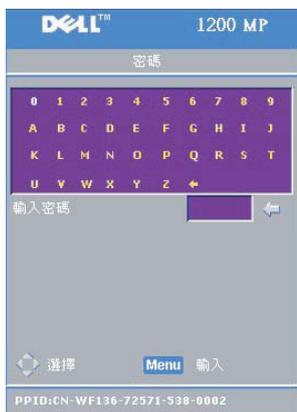 DELL™ 1200 MP
密碼
0 1 2 3 4 5 6 7 8 9
A B C D E F G H I J
K L M N O P Q R S T
U V W X Y Z ←
輸入密碼
選擇 Menu 輸入
PPID:CN-WF136-72571-538-0002